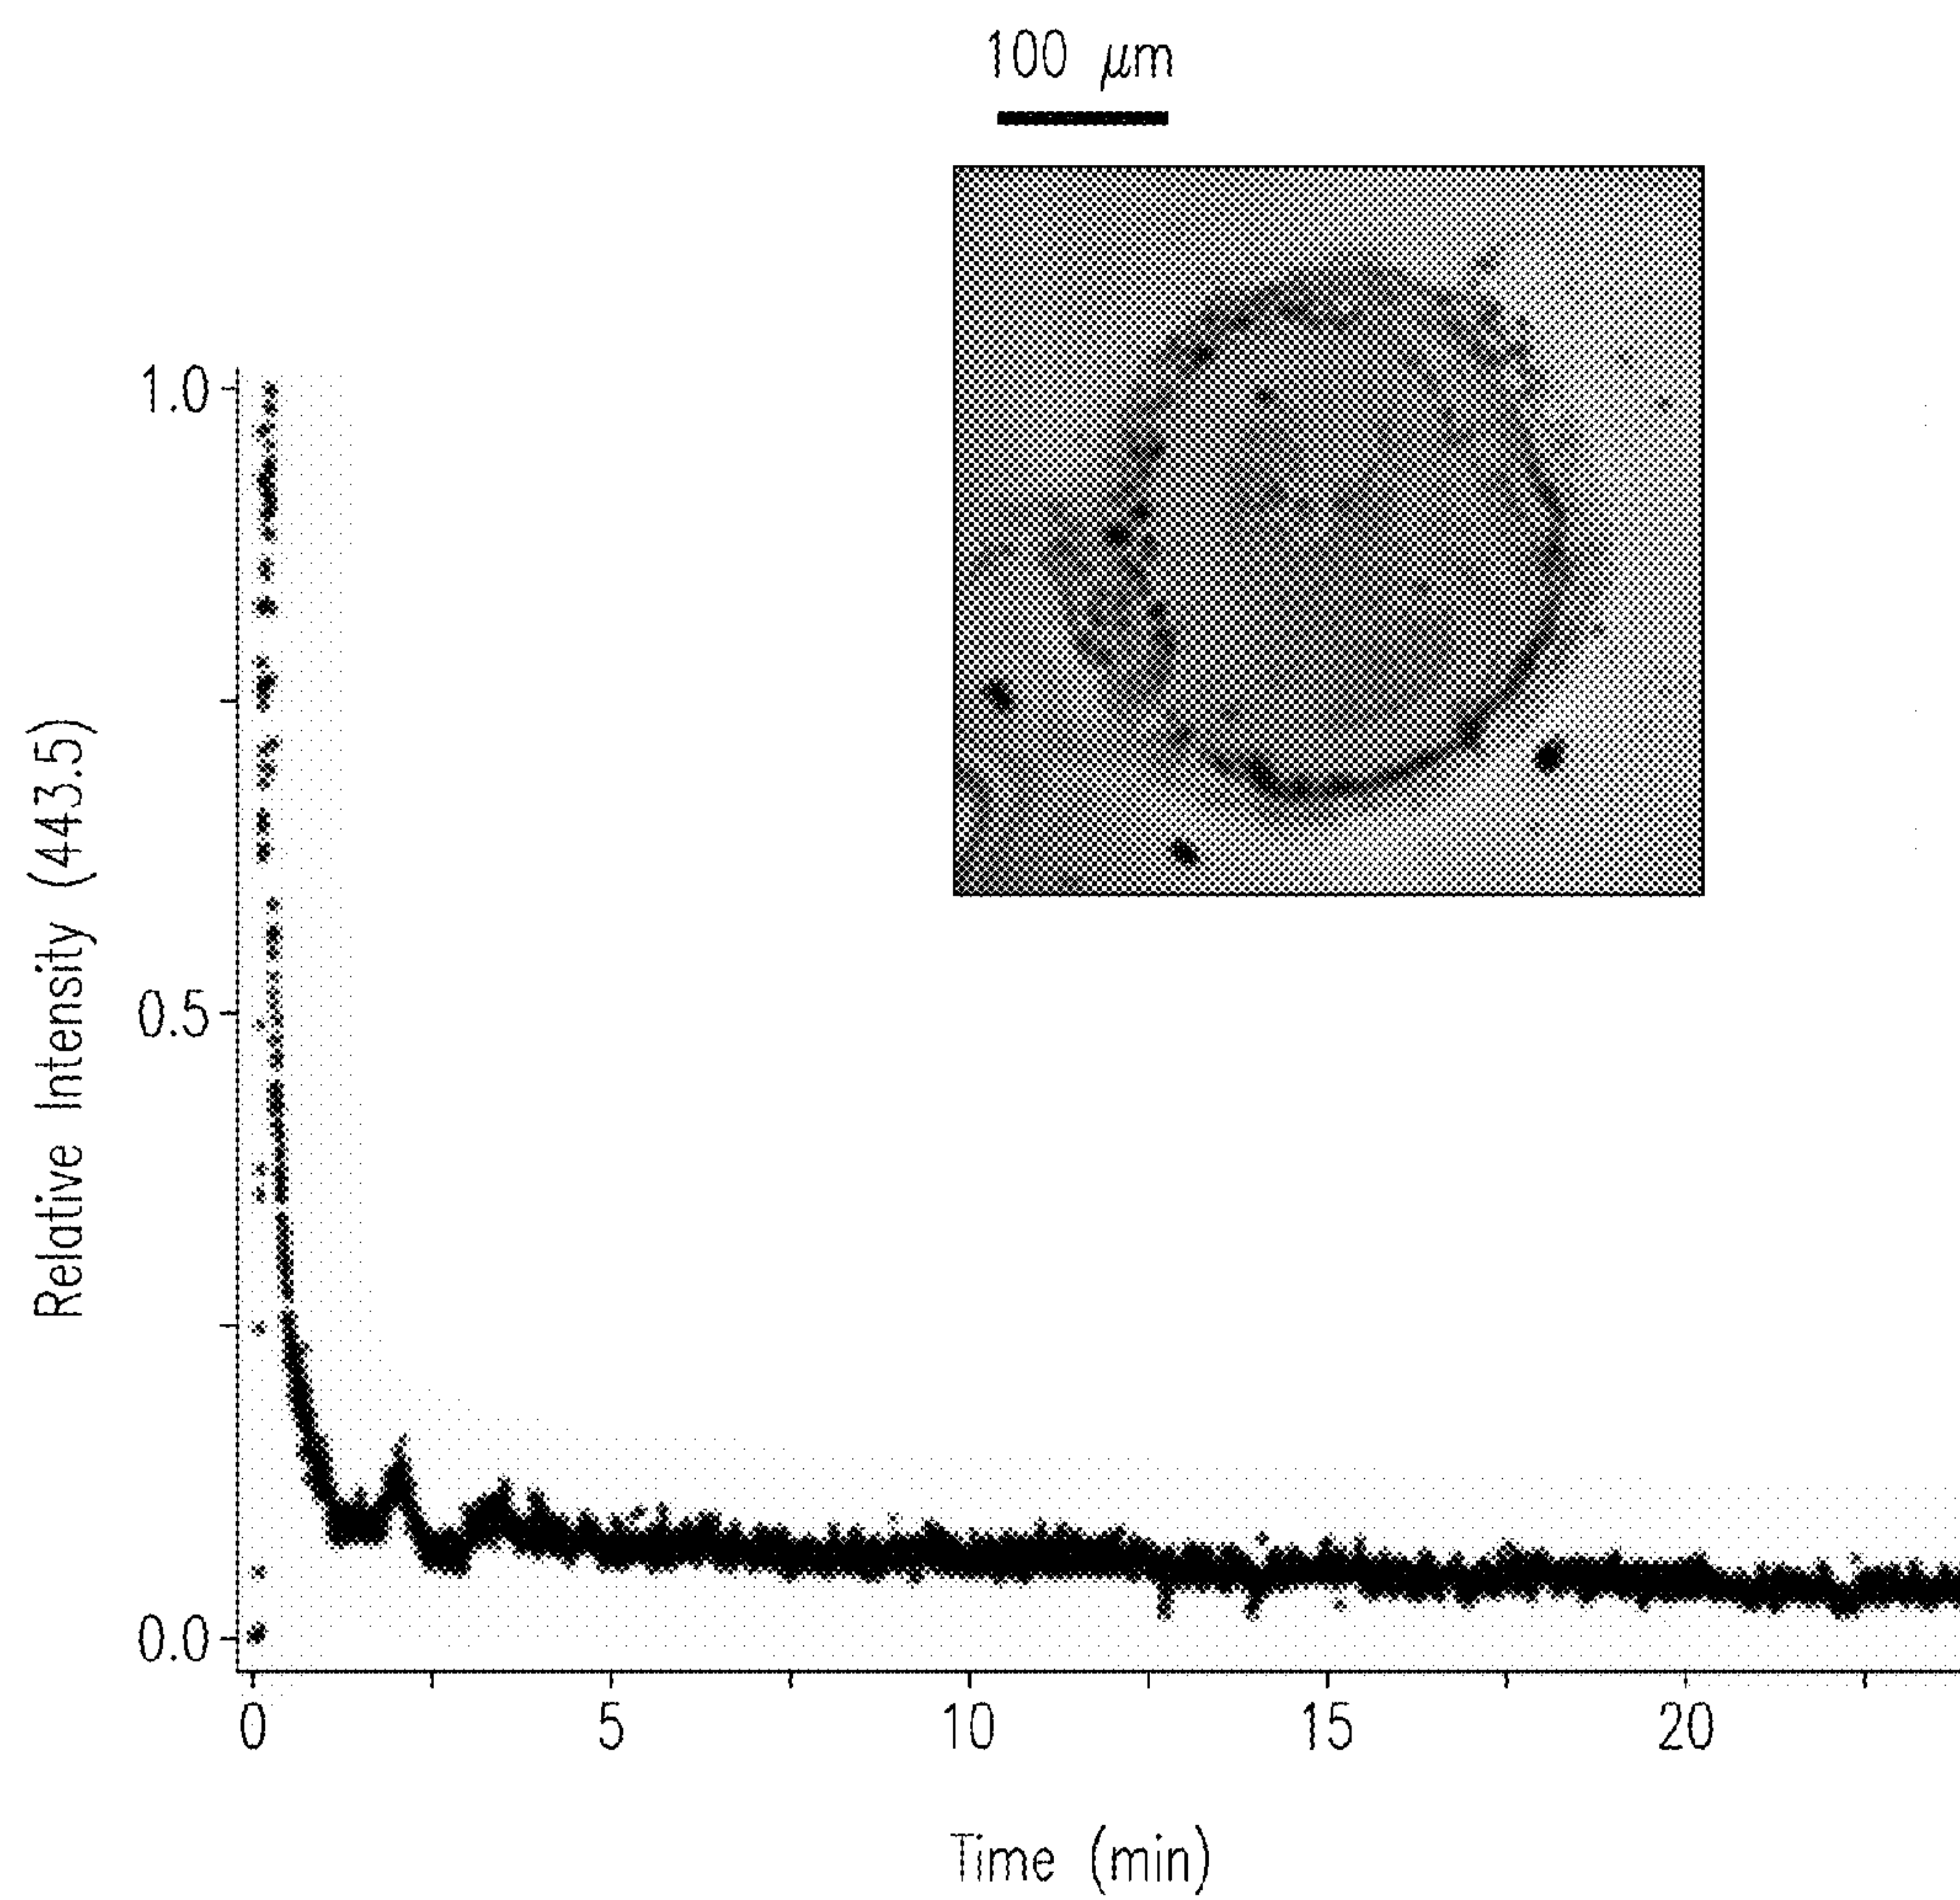 100 μm
1.0
0.5
0.0
Relative Intensity (443.5)
0 5 10 15 20
Time (min)